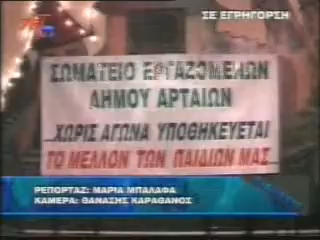 ΣΕ ΕΓΡΗΓΟΡΣΗ
ΣΩΜΑΤΕΙΟ ΕΡΓΑΖΟΜΕΝΩΝ
ΔΗΜΟΥ ΑΡΤΑΙΩΝ
...ΧΩΡΙΣ ΑΓΩΝΑ ΥΠΟΘΗΚΕΥΕΤΑΙ
ΤΟ ΜΕΛΛΟΝ ΤΩΝ ΠΑΙΔΙΩΝ ΜΑΣ...
ΡΕΠΟΡΤΑΖ: ΜΑΡΙΑ ΜΠΑΛΑΦΑ
ΚΑΜΕΡΑ: ΘΑΝΑΣΗΣ ΚΑΡΑΘΑΝΟΣ